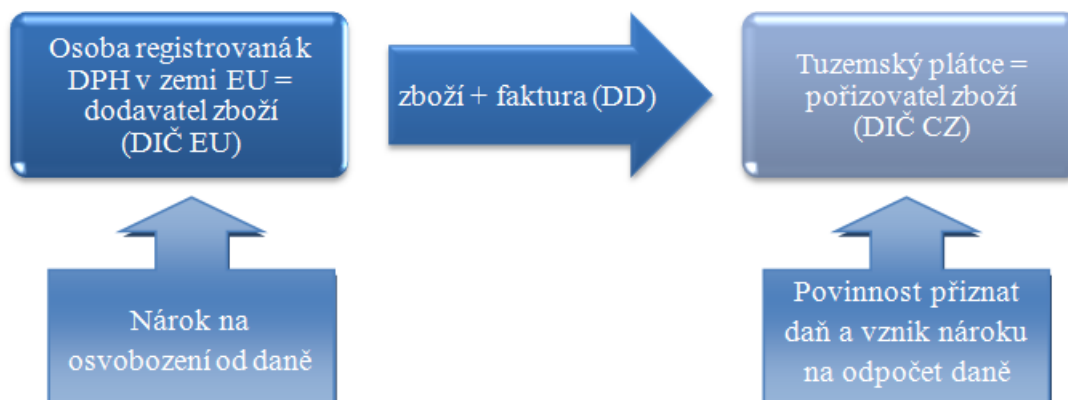 Osoba registrovaná k
DPH v zemi EU =
dodavatel zboží
(DIČ EU)
zboží + faktura (DD)
Tuzemský plátce =
pořizovatel zboží
(DIČ CZ)
Nárok na
osvobození od daně
Povinnost přiznat
daň a vznik nároku
na odpočet daně